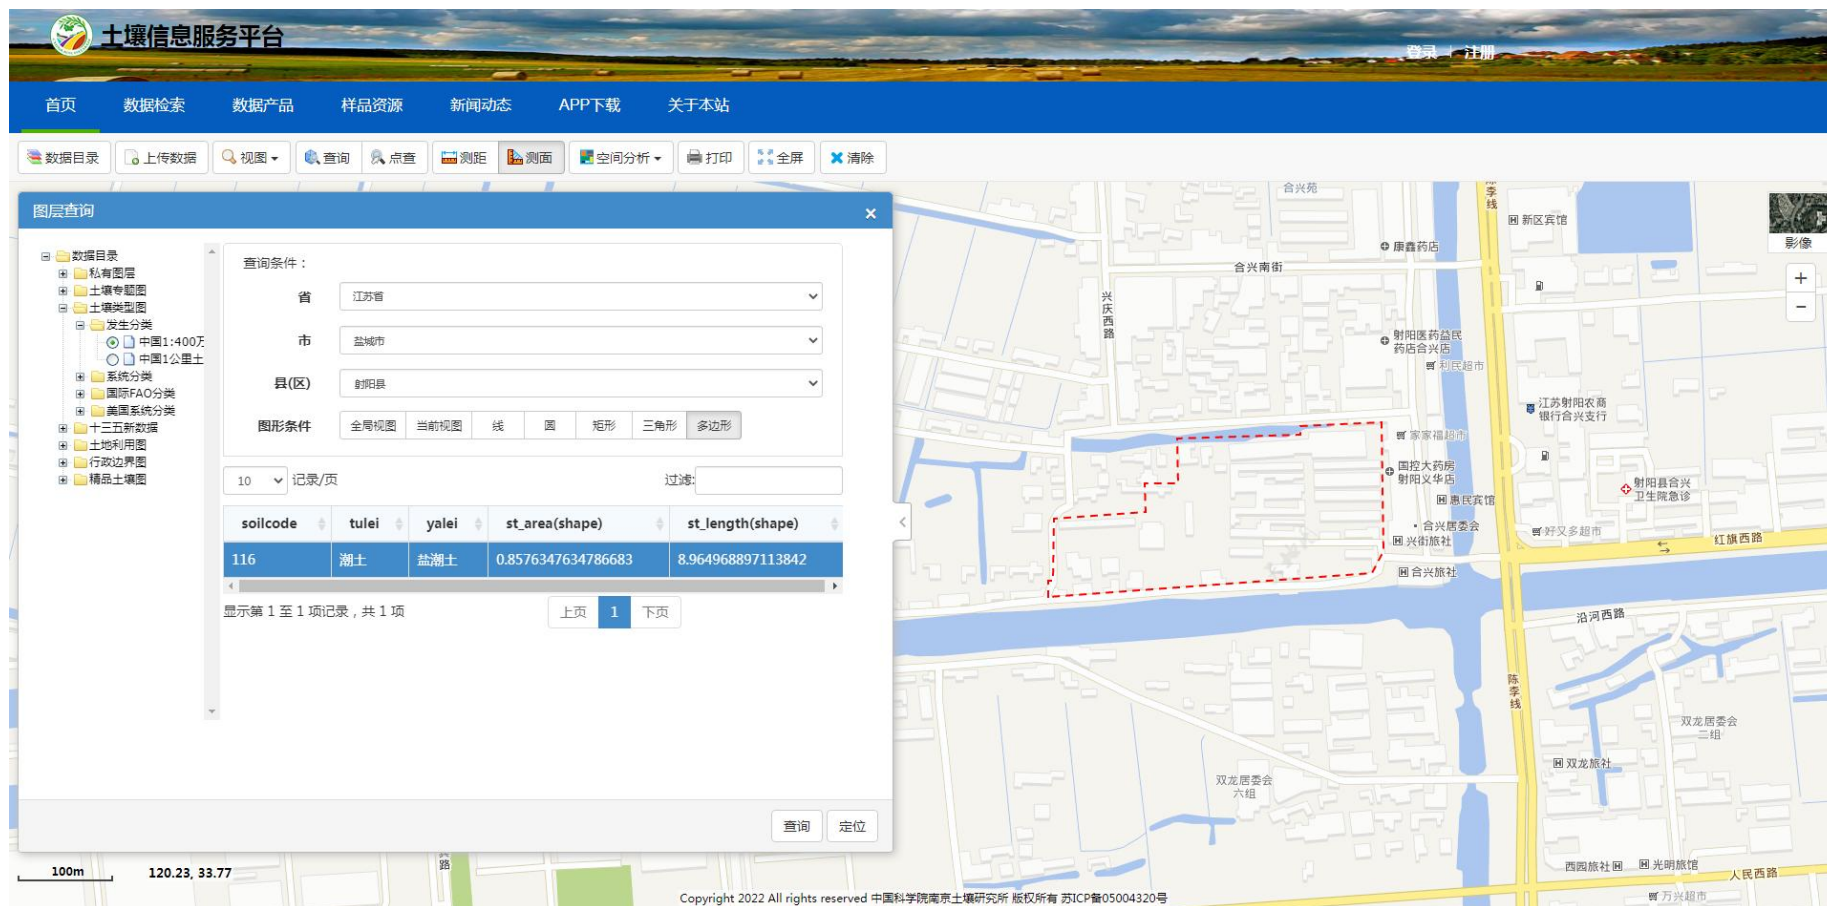 土壤信息服务平台
登录 | 注册
首页 数据检索 数据产品 样品资源 新闻动态 APP下载 关于本站
数据目录 上传数据 视图 查询 点查 测距 测面 空间分析 打印 全屏 清除
图层查询 ×
数据目录
私有图层
土壤专题图
土壤类型图
发生分类
中国1:400万
中国1公里土
系统分类
国际FAO分类
美国系统分类
十三五新数据
土地利用图
行政边界图
精品土壤图
查询条件：
省 江苏省
市 盐城市
县(区) 射阳县
图形条件 全局视图 当前视图 线 圆 矩形 三角形 多边形
10 记录/页 过滤:
soilcode tulei yalei st_area(shape) st_length(shape)
116 潮土 盐潮土 0.8576347634786683 8.964968897113842
显示第 1 至 1 项记录，共 1 项 上页 1 下页
查询 定位
合兴苑
陈李线
新区宾馆
影像
康鑫药店
合兴南街
+
−
兴庆西路
射阳医药益民
药店合兴店
利民超市
江苏射阳农商
银行合兴支行
家家福超市
国控大药房
射阳义华店
射阳县合兴
卫生院急诊
惠民宾馆
合兴居委会
好又多超市
兴街旅社
红旗西路
合兴旅社
沿河西路
陈李线
双龙居委会
二组
双龙旅社
双龙居委会
六组
西园旅社
光明旅馆
人民西路
万兴超市
路
100m 120.23, 33.77
Copyright 2022 All rights reserved 中国科学院南京土壤研究所 版权所有 苏ICP备05004320号